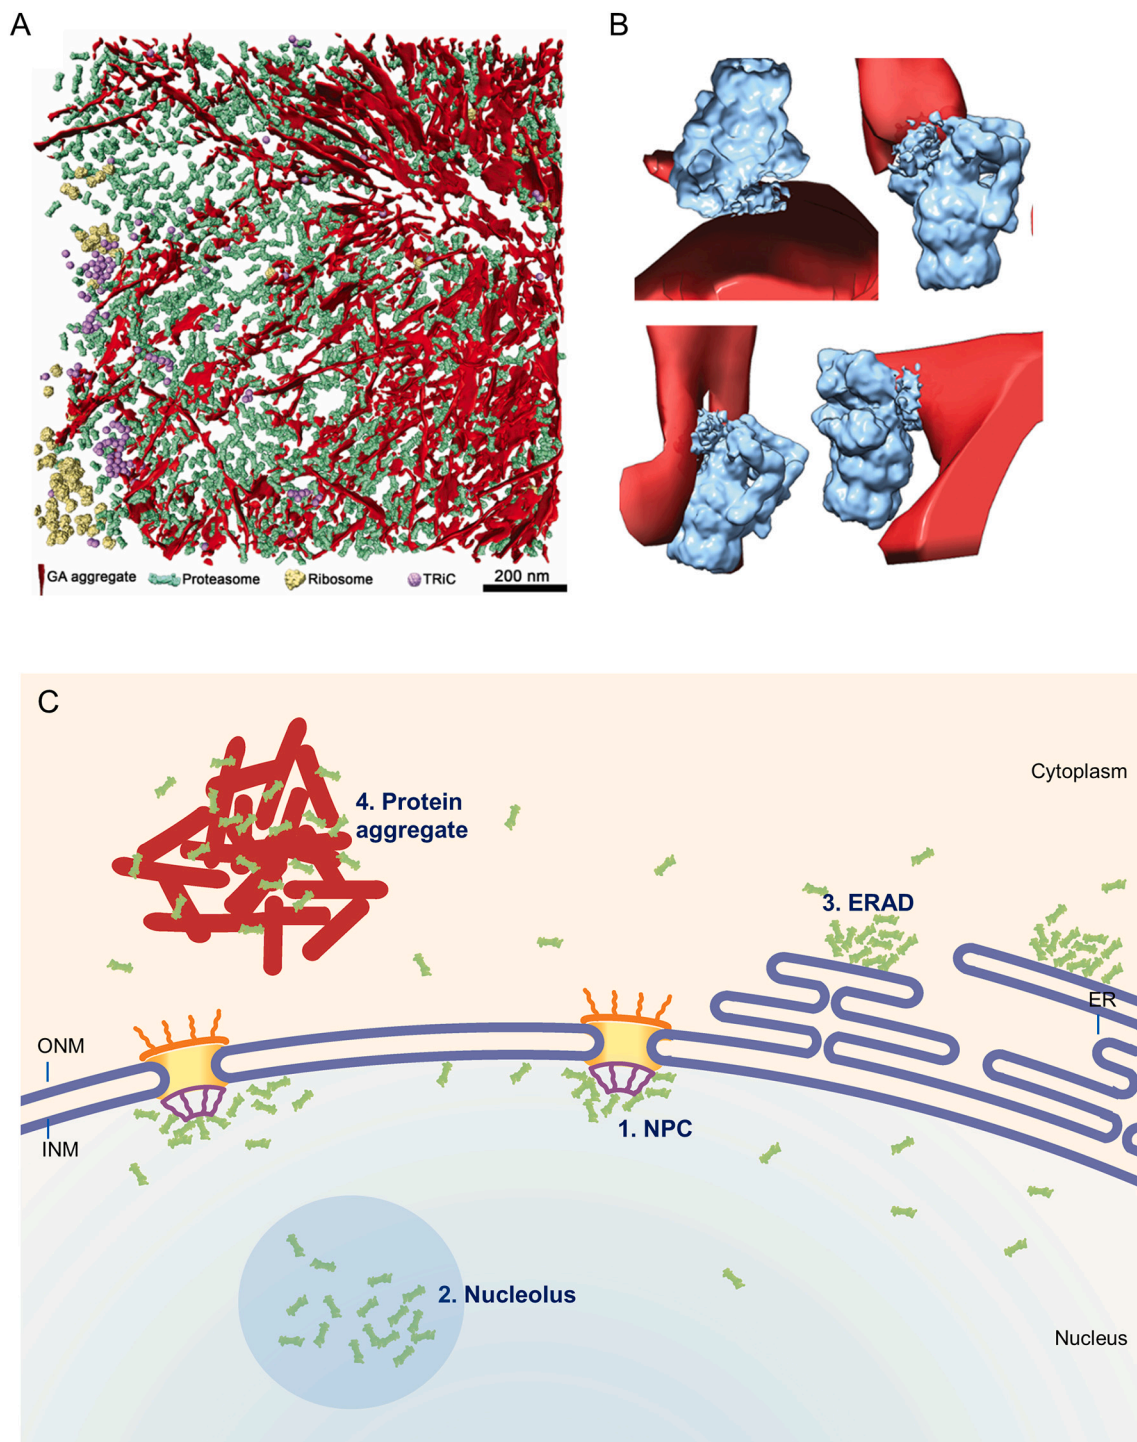 A
B
GA aggregate
Proteasome
Ribosome
TRiC
200 nm
C
Cytoplasm
4. Protein
aggregate
3. ERAD
ER
ONM
INM
1. NPC
2. Nucleolus
Nucleus